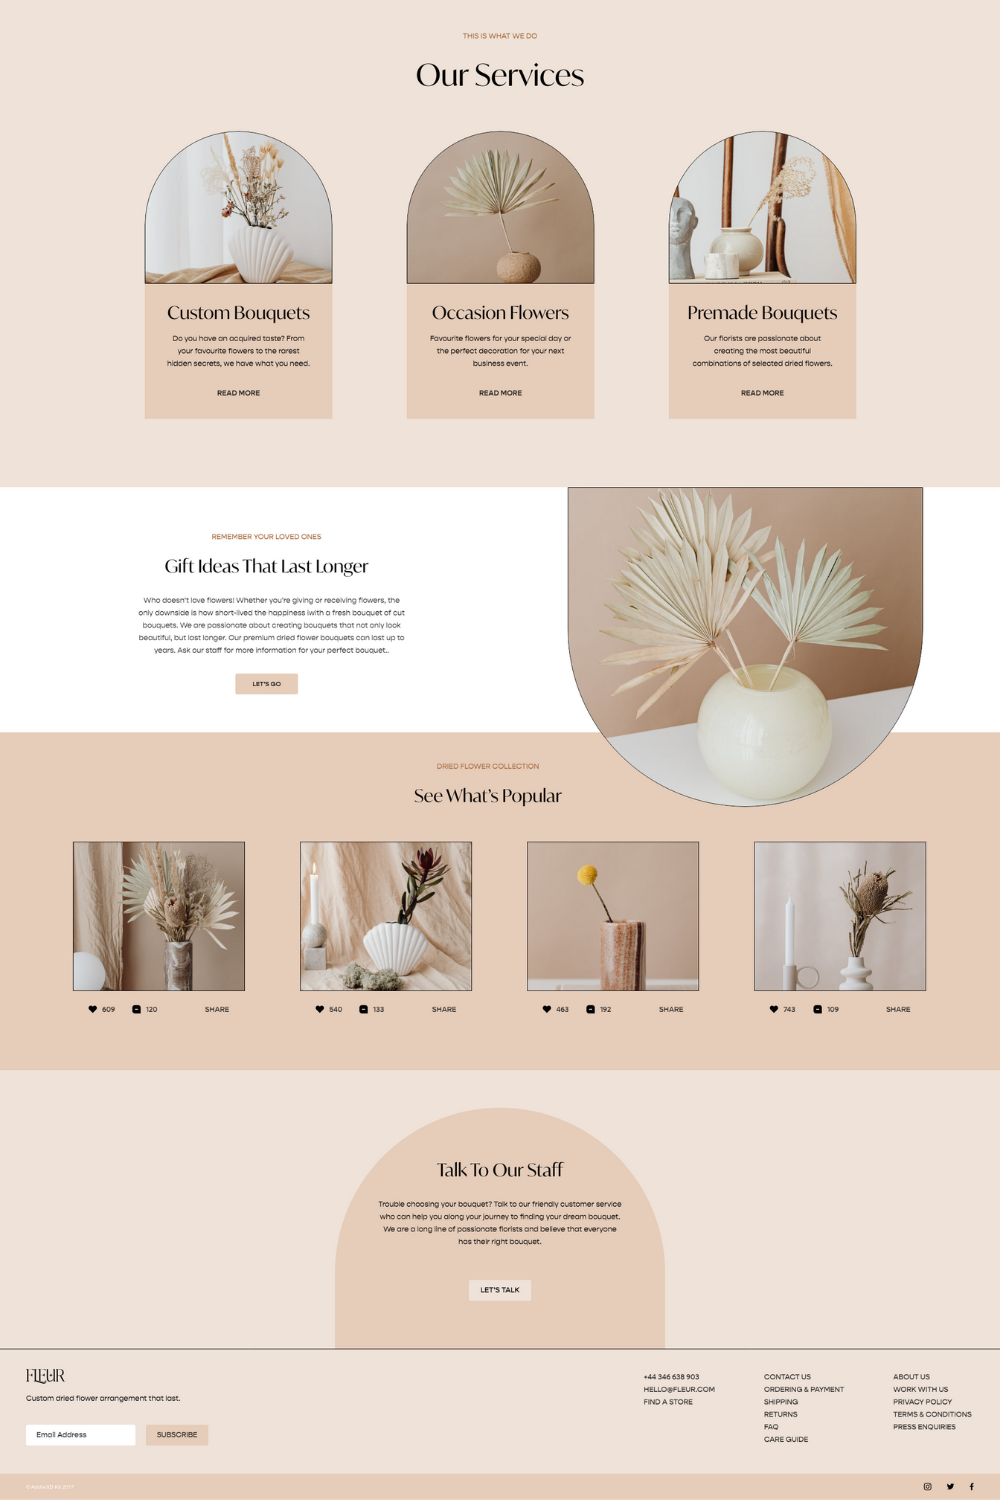 THIS IS WHAT WE DO
Our Services
Custom Bouquets
Do you have an acquired taste? From
your favourite flowers to the rarest
hidden secrets, we have what you need.
READ MORE
Occasion Flowers
Favourite flowers for your special day or
the perfect decoration for your next
business event.
READ MORE
Premade Bouquets
Our florists are passionate about
creating the most beautiful
combinations of selected dried flowers.
READ MORE
REMEMBER YOUR LOVED ONES
Gift Ideas That Last Longer
Who doesn't love flowers! Whether you're giving or receiving flowers, the
only downside is how short-lived the happiness iwith a fresh bouquet of cut
bouquets. We are passionate about creating bouquets that not only look
beautiful, but last longer. Our premium dried flower bouquets can last up to
years. Ask our staff for more information for your perfect bouquet..
LET'S GO
DRIED FLOWER COLLECTION
See What's Popular
609 120 SHARE
540 133 SHARE
463 192 SHARE
743 109 SHARE
Talk To Our Staff
Trouble choosing your bouquet? Talk to our friendly customer service
who can help you along your journey to finding your dream bouquet.
We are a long line of passionate florists and believe that everyone
has their right bouquet.
LET'S TALK
FLEUR
Custom dried flower arrangement that last.
Email Address
SUBSCRIBE
+44 346 638 903
HELLO@FLEUR.COM
FIND A STORE
CONTACT US
ORDERING & PAYMENT
SHIPPING
RETURNS
FAQ
CARE GUIDE
ABOUT US
WORK WITH US
PRIVACY POLICY
TERMS & CONDITIONS
PRESS ENQUIRIES